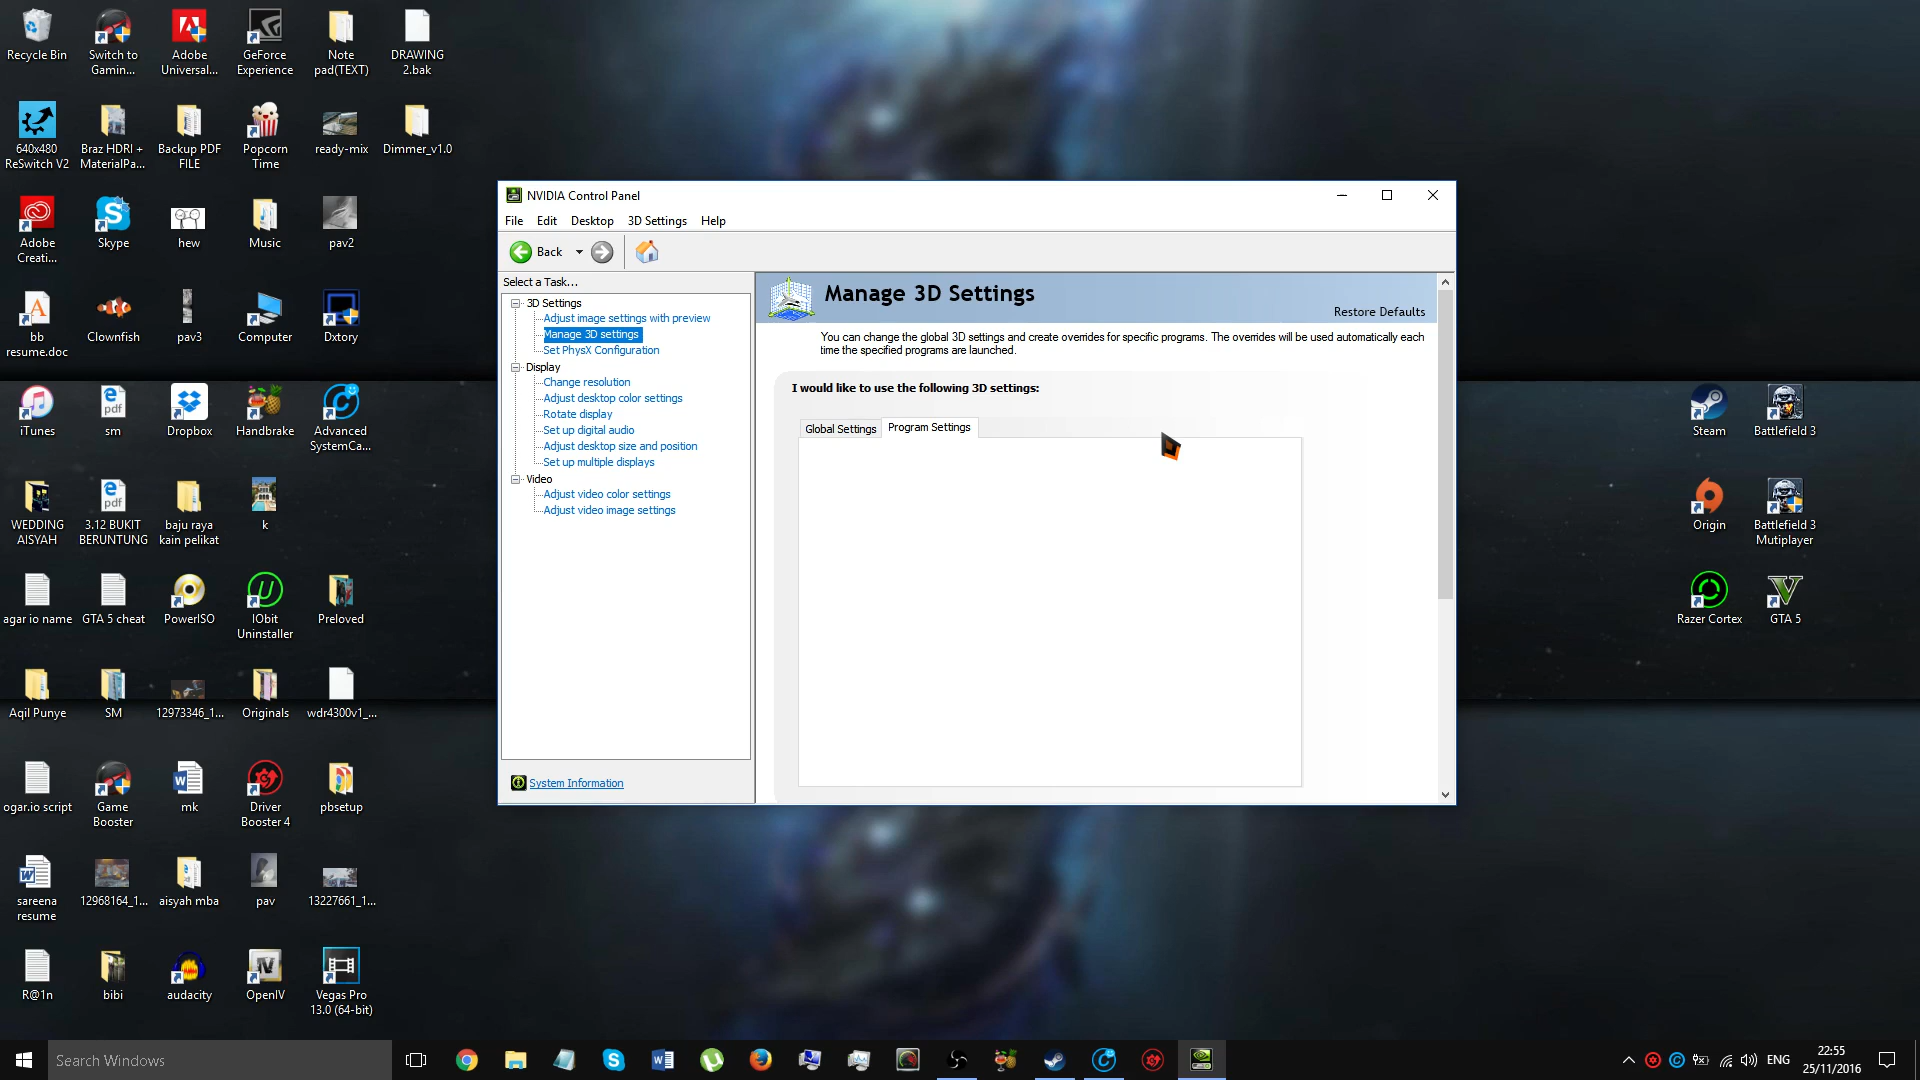 Recycle Bin
Switch to
Gamin...
Adobe
Universal...
GeForce
Experience
Note
pad(TEXT)
DRAWING
2.bak
640x480
ReSwitch V2
Braz HDRI +
MaterialPa...
Backup PDF
FILE
Popcorn
Time
ready-mix
Dimmer_v1.0
Adobe
Creati...
Skype
hew
Music
pav2
bb
resume.doc
Clownfish
pav3
Computer
Dxtory
iTunes
sm
Dropbox
Handbrake
Advanced
SystemCa...
WEDDING
AISYAH
3.12 BUKIT
BERUNTUNG
baju raya
kain pelikat
k
agar io name
GTA 5 cheat
PowerISO
IObit
Uninstaller
Preloved
Aqil Punye
SM
12973346_1...
Originals
wdr4300v1_...
ogar.io script
Game
Booster
mk
Driver
Booster 4
pbsetup
sareena
resume
12968164_1...
aisyah mba
pav
13227661_1...
R@1n
bibi
audacity
OpenIV
Vegas Pro
13.0 (64-bit)
NVIDIA Control Panel
File Edit Desktop 3D Settings Help
Back
Select a Task...
3D Settings
Adjust image settings with preview
Manage 3D settings
Set PhysX Configuration
Display
Change resolution
Adjust desktop color settings
Rotate display
Set up digital audio
Adjust desktop size and position
Set up multiple displays
Video
Adjust video color settings
Adjust video image settings
System Information
Manage 3D Settings
Restore Defaults
You can change the global 3D settings and create overrides for specific programs. The overrides will be used automatically each
time the specified programs are launched.
I would like to use the following 3D settings:
Global Settings
Program Settings
Steam
Battlefield 3
Origin
Battlefield 3
Mutiplayer
Razer Cortex
GTA 5
Search Windows
ENG
22:55
25/11/2016